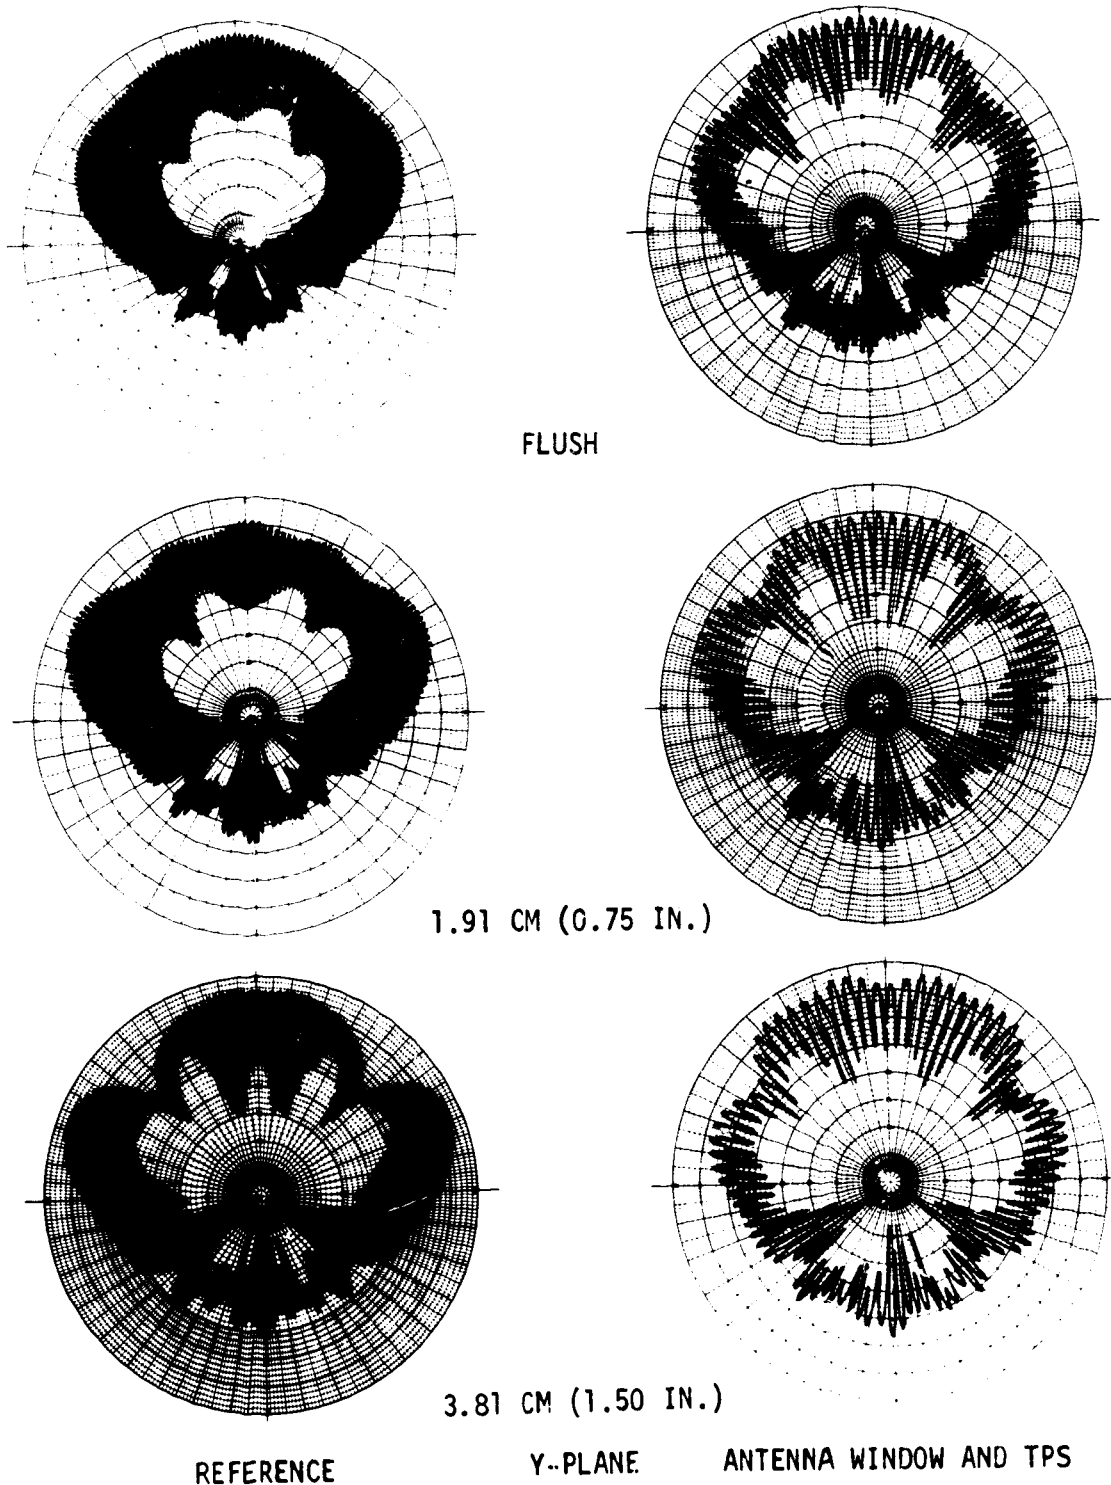 FLUSH
1.91 CM (0.75 IN.)
3.81 CM (1.50 IN.)
REFERENCE Y-PLANE ANTENNA WINDOW AND TPS